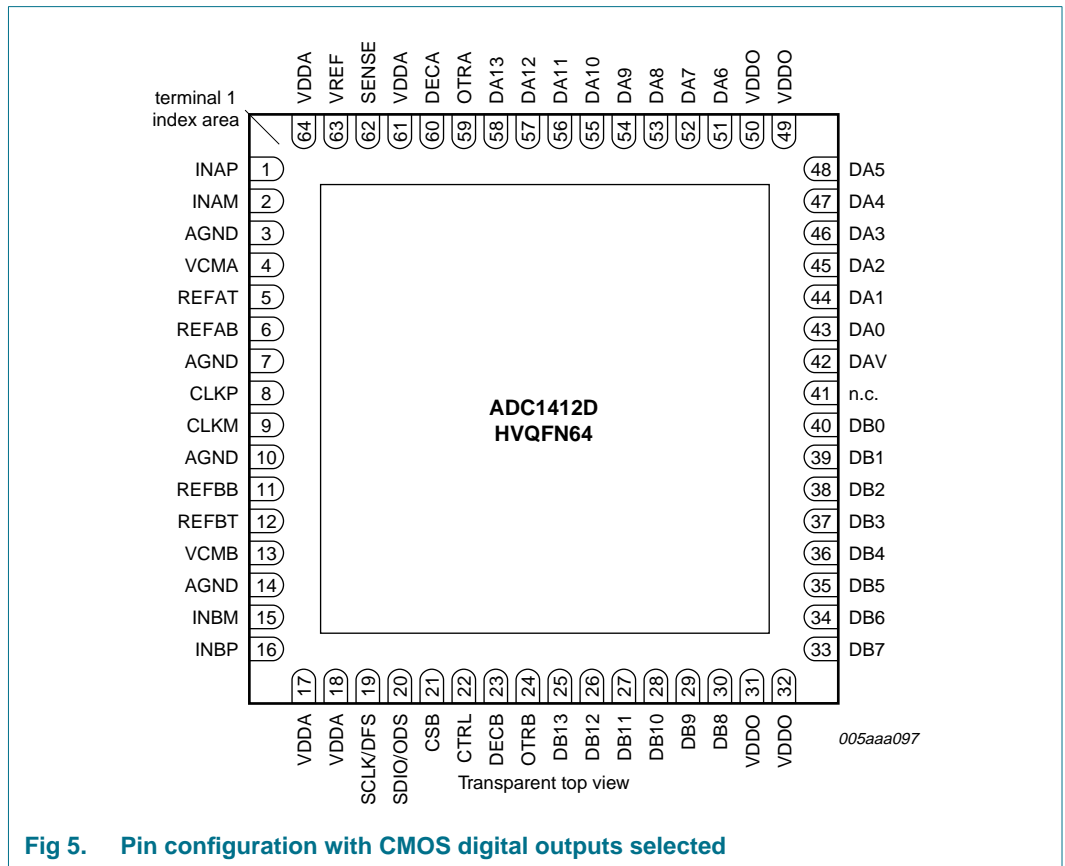 VDDA
VREF
SENSE
VDDA
DECA
OTRA
DA13
DA12
DA11
DA10
DA9
DA8
DA7
DA6
VDDO
VDDO
terminal 1
index area
64
63
62
61
60
59
58
57
56
55
54
53
52
51
50
49
INAP 1
48 DA5
INAM 2
47 DA4
AGND 3
46 DA3
VCMA 4
45 DA2
REFAT 5
44 DA1
REFAB 6
43 DA0
AGND 7
42 DAV
CLKP 8
41 n.c.
ADC1412D
HVQFN64
CLKM 9
40 DB0
AGND 10
39 DB1
REFBB 11
38 DB2
REFBT 12
37 DB3
VCMB 13
36 DB4
AGND 14
35 DB5
INBM 15
34 DB6
INBP 16
33 DB7
17
18
19
20
21
22
23
24
25
26
27
28
29
30
31
32
VDDA
VDDA
SCLK/DFS
SDIO/ODS
CSB
CTRL
DECB
OTRB
DB13
DB12
DB11
DB10
DB9
DB8
VDDO
VDDO
005aaa097
Transparent top view
Fig 5. Pin configuration with CMOS digital outputs selected